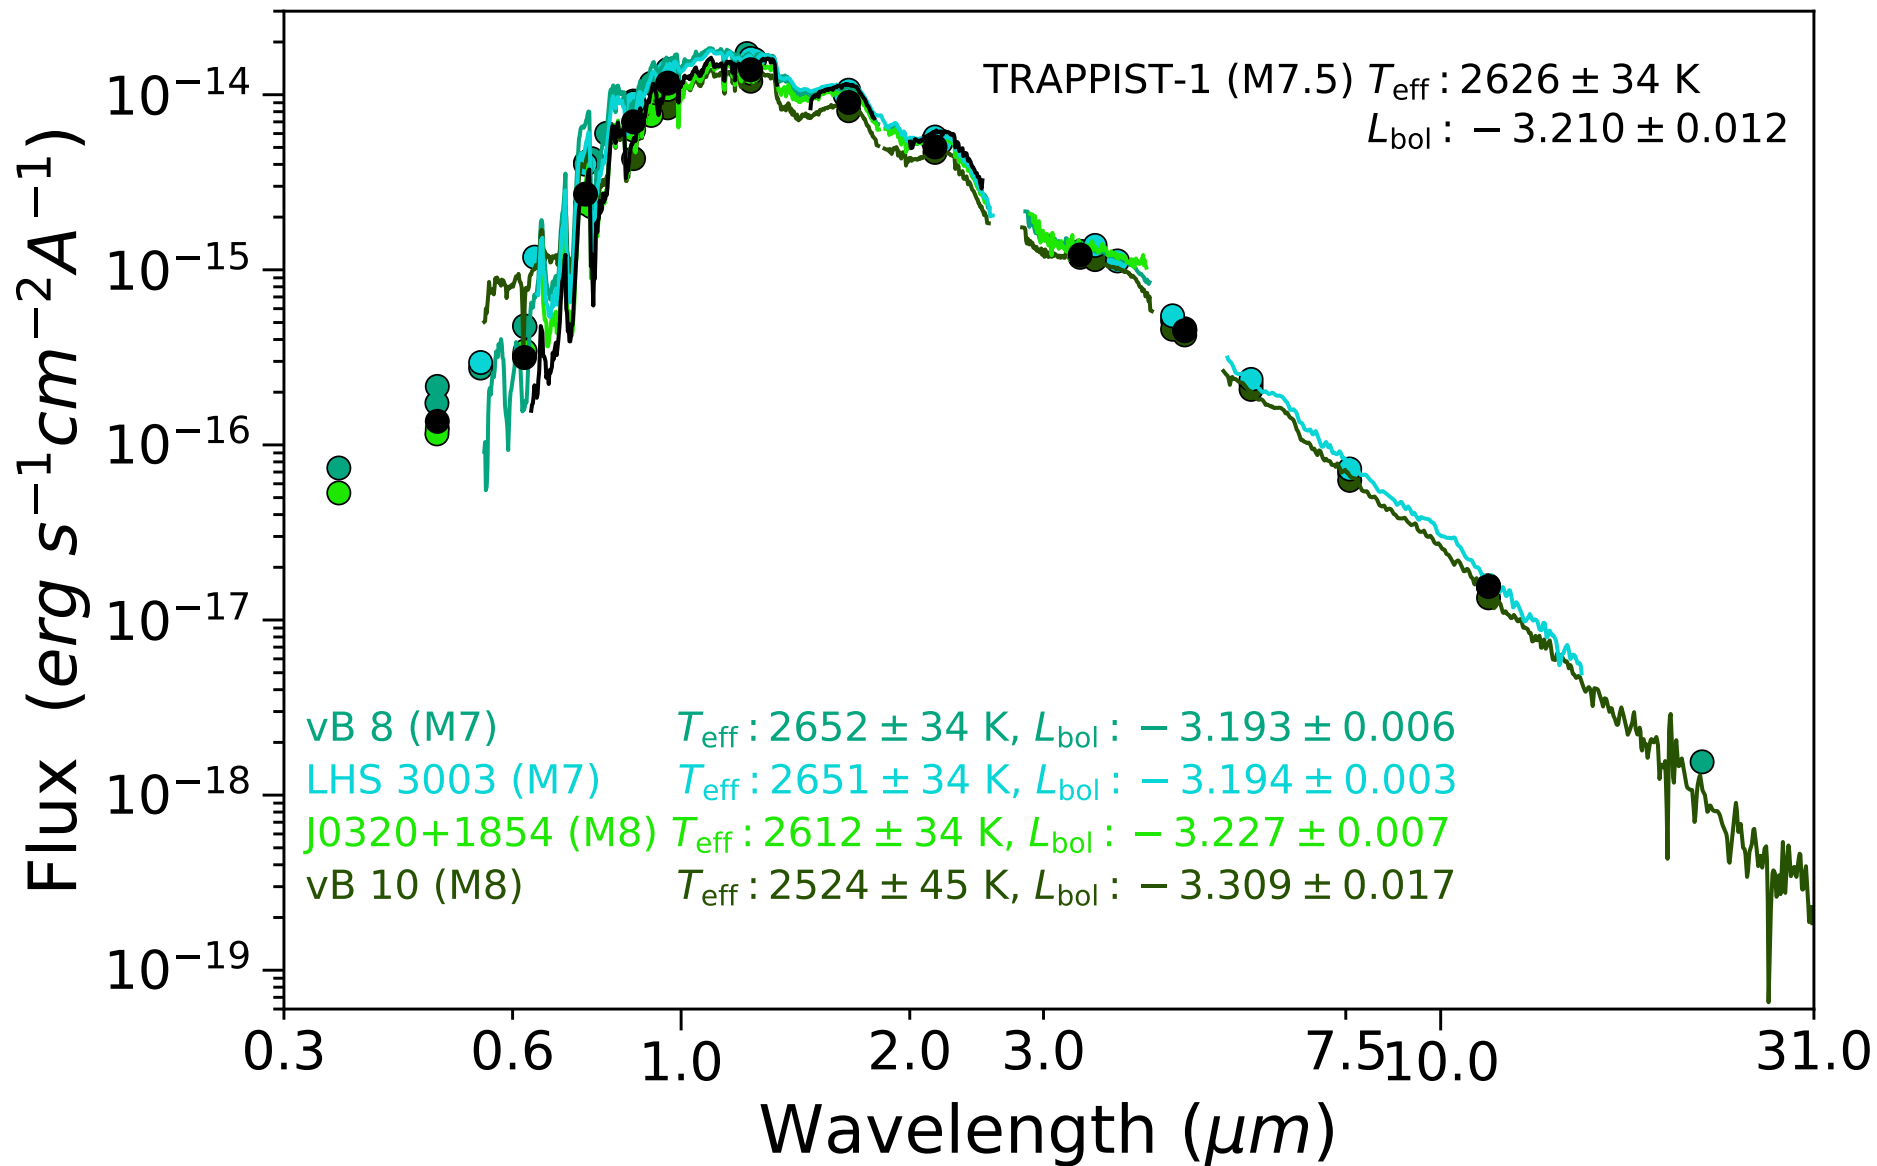 TRAPPIST-1 (M7.5) T_eff : 2626 ± 34 K
L_bol : −3.210 ± 0.012
10^−14
10^−15
10^−16
10^−17
10^−18
10^−19
Flux (erg s^−1 cm^−2 A^−1)
vB 8 (M7) T_eff : 2652 ± 34 K, L_bol : −3.193 ± 0.006
LHS 3003 (M7) T_eff : 2651 ± 34 K, L_bol : −3.194 ± 0.003
J0320+1854 (M8) T_eff : 2612 ± 34 K, L_bol : −3.227 ± 0.007
vB 10 (M8) T_eff : 2524 ± 45 K, L_bol : −3.309 ± 0.017
0.3 0.6 1.0 2.0 3.0 7.5 10.0 31.0
Wavelength (μm)